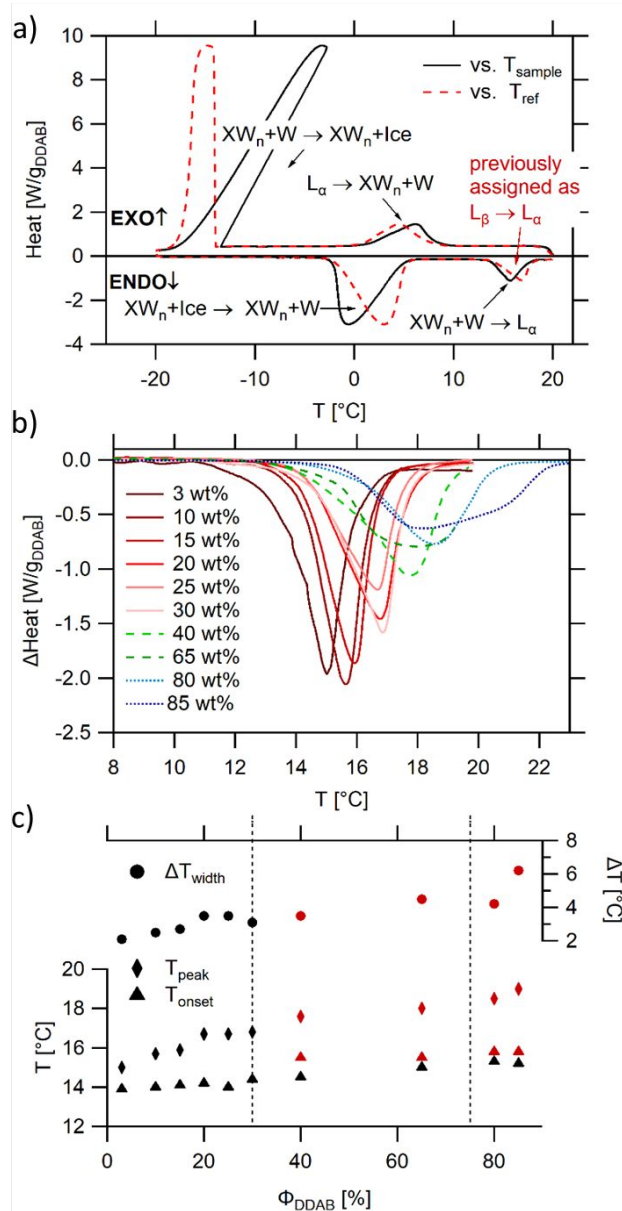 a)
10
8
6
4
2
0
-2
-4
Heat [W/g_DDAB]
vs. T_sample
vs. T_ref
XW_n+W → XW_n+Ice
previously
assigned as
L_β → L_α
L_α → XW_n+W
EXO↑
ENDO↓
XW_n+Ice → XW_n+W
XW_n+W → L_α
-20 -10 0 10 20
T [°C]
b)
0.0
-0.5
-1.0
-1.5
-2.0
-2.5
ΔHeat [W/g_DDAB]
3 wt%
10 wt%
15 wt%
20 wt%
25 wt%
30 wt%
40 wt%
65 wt%
80 wt%
85 wt%
8 10 12 14 16 18 20 22
T [°C]
c)
ΔT_width
8
6
4
2
ΔT [°C]
T_peak
T_onset
20
18
16
14
12
T [°C]
0 20 40 60 80
Φ_DDAB [%]